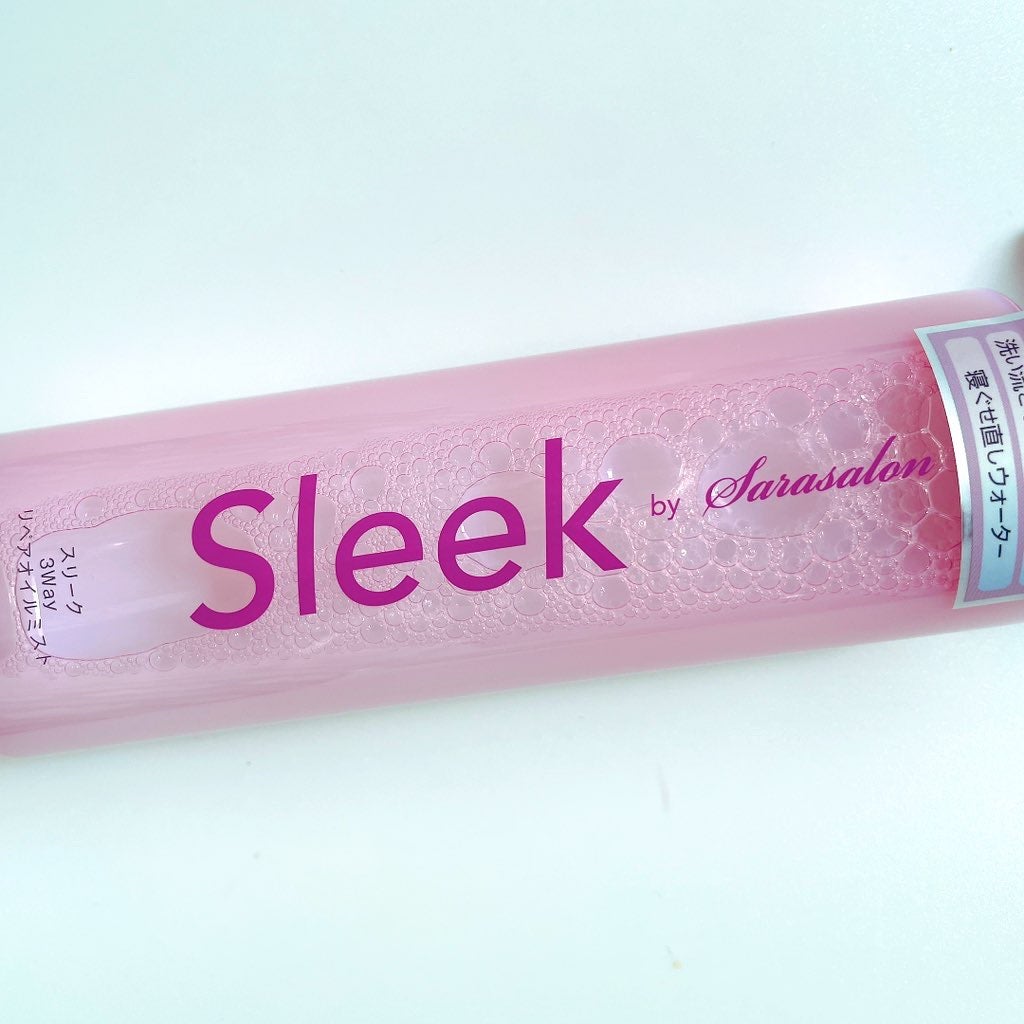 Sleek by Sarasalon
スリーク
3Way
リペアオイルミスト
洗い流
寝ぐせ直しウォーター